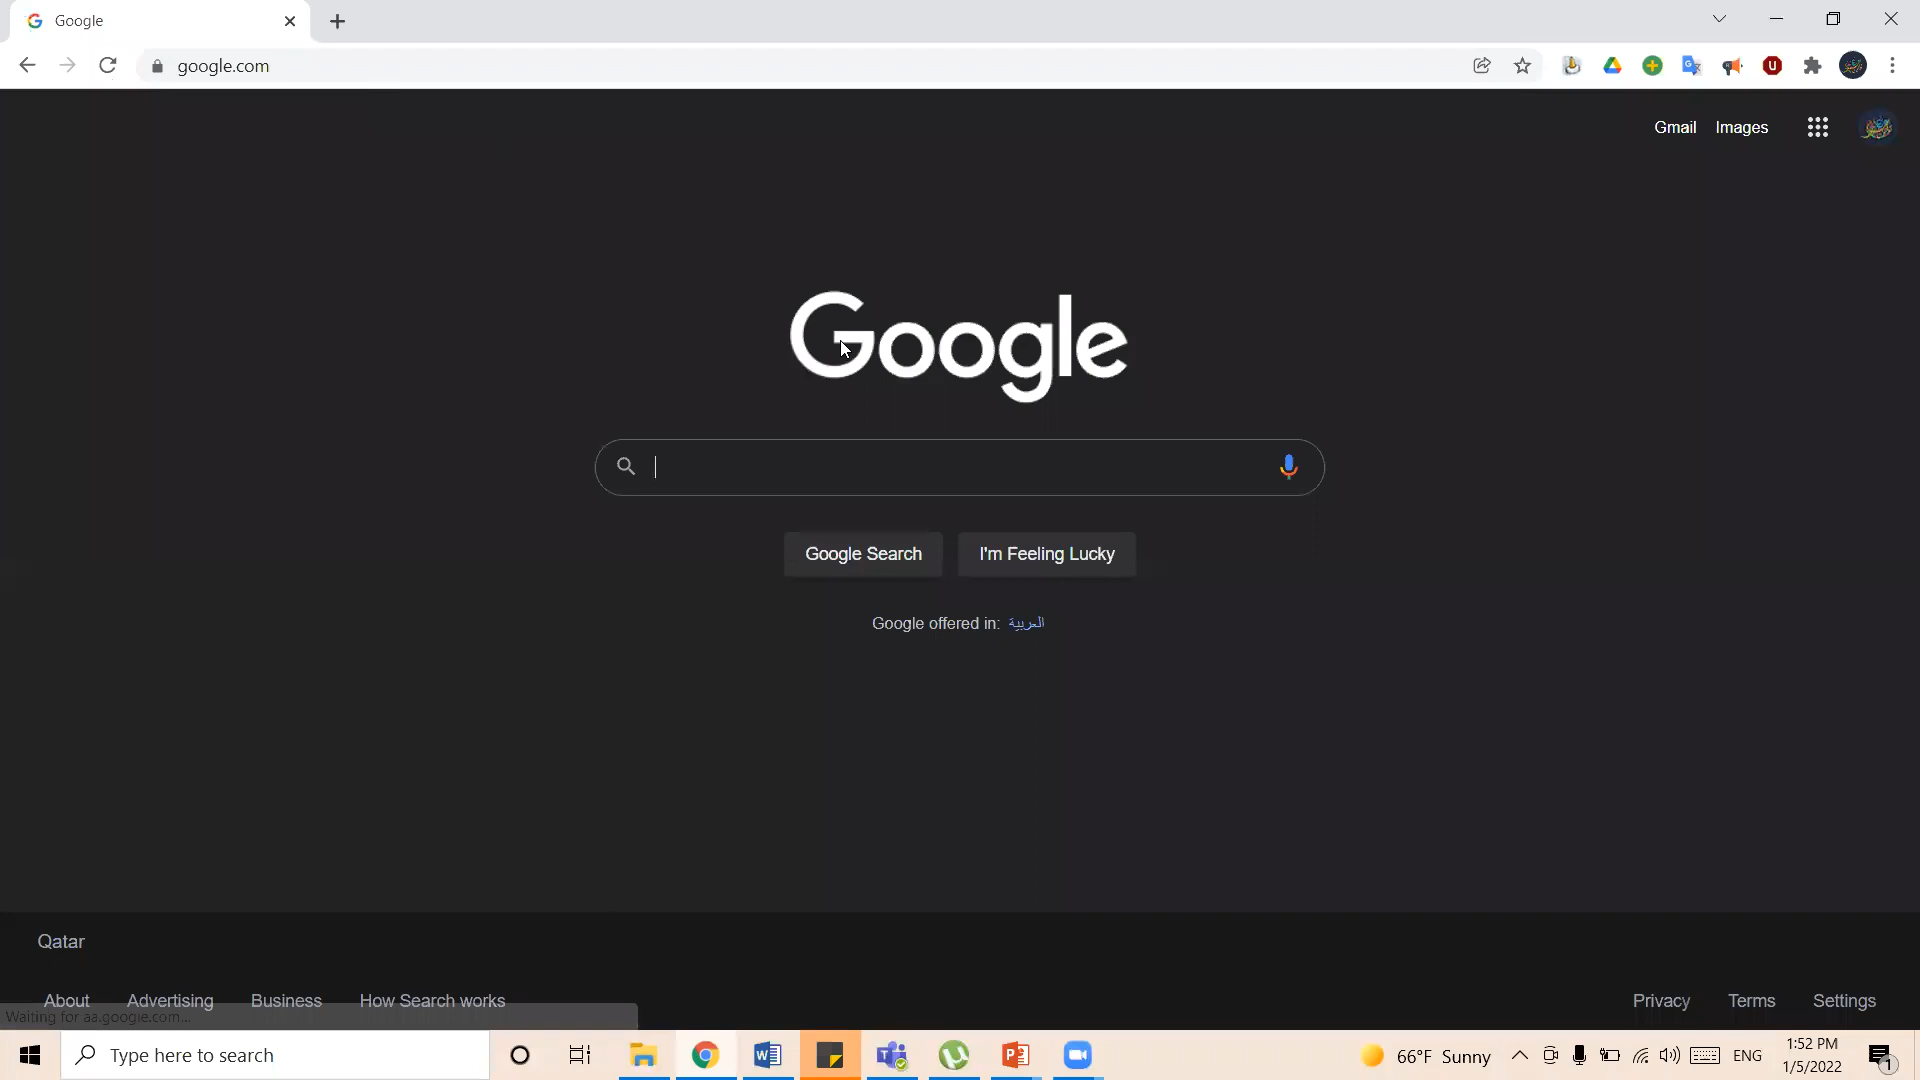 Google
google.com
Gmail Images
Google
Google Search I'm Feeling Lucky
Google offered in: العربية
Qatar
About Advertising Business How Search works
Privacy Terms Settings
Waiting for aa.google.com...
Type here to search
66°F Sunny
ENG
1:52 PM
1/5/2022
1